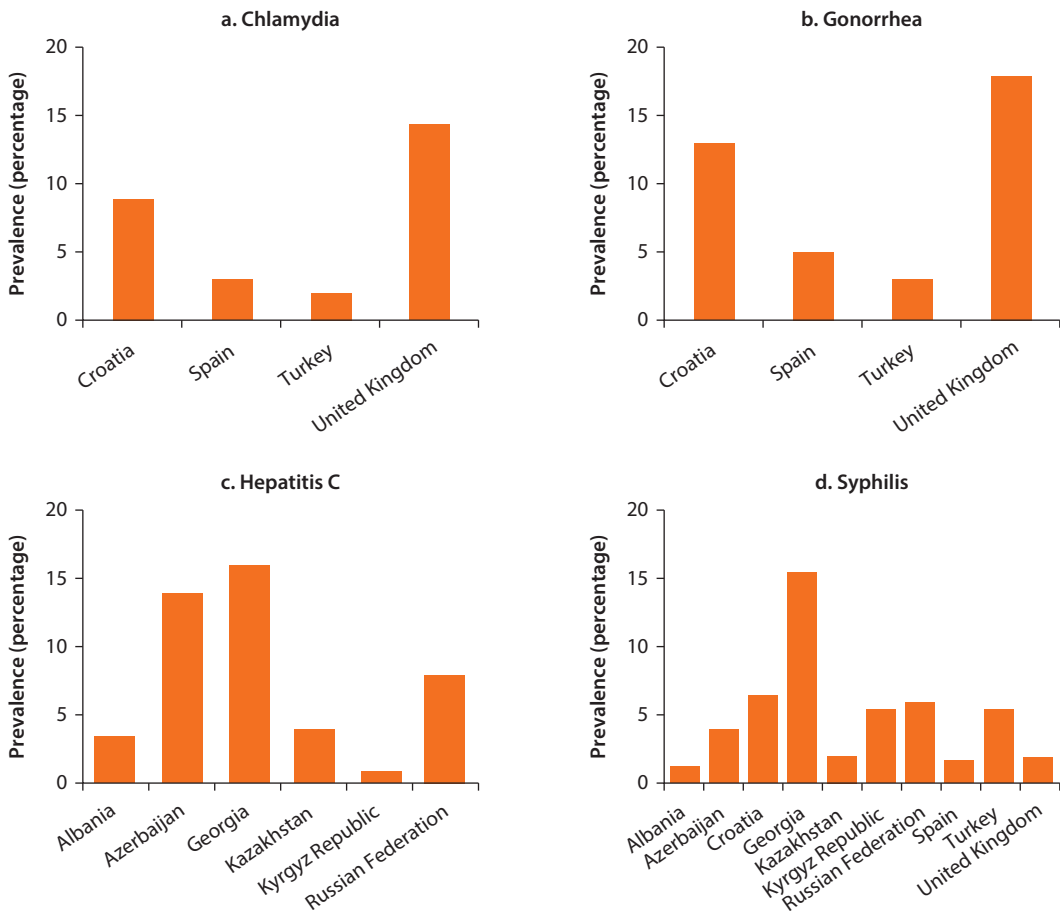 a. Chlamydia
Prevalence (percentage)
20
15
10
5
0
Croatia
Spain
Turkey
United Kingdom
b. Gonorrhea
Prevalence (percentage)
20
15
10
5
0
Croatia
Spain
Turkey
United Kingdom
c. Hepatitis C
Prevalence (percentage)
20
15
10
5
0
Albania
Azerbaijan
Georgia
Kazakhstan
Kyrgyz Republic
Russian Federation
d. Syphilis
Prevalence (percentage)
20
15
10
5
0
Albania
Azerbaijan
Croatia
Georgia
Kazakhstan
Kyrgyz Republic
Russian Federation
Spain
Turkey
United Kingdom